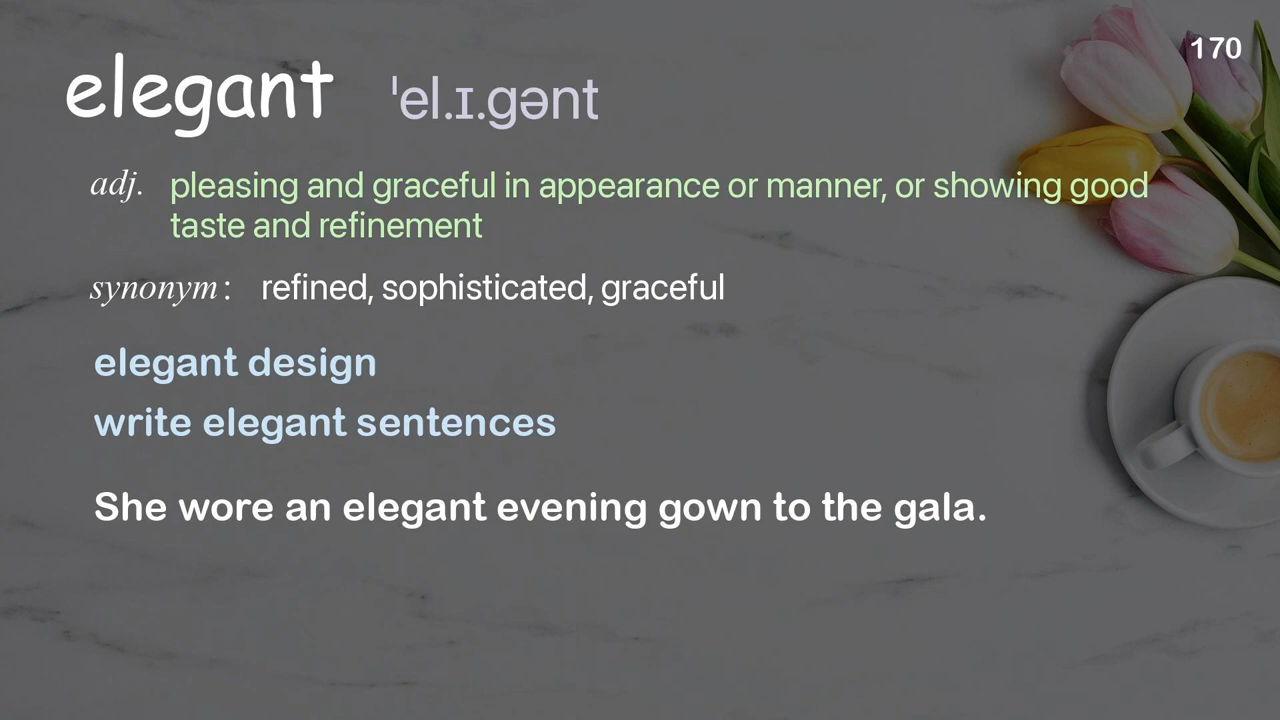 170
elegant ˈel.ɪ.gənt
adj. pleasing and graceful in appearance or manner, or showing good
taste and refinement
synonym: refined, sophisticated, graceful
elegant design
write elegant sentences
She wore an elegant evening gown to the gala.